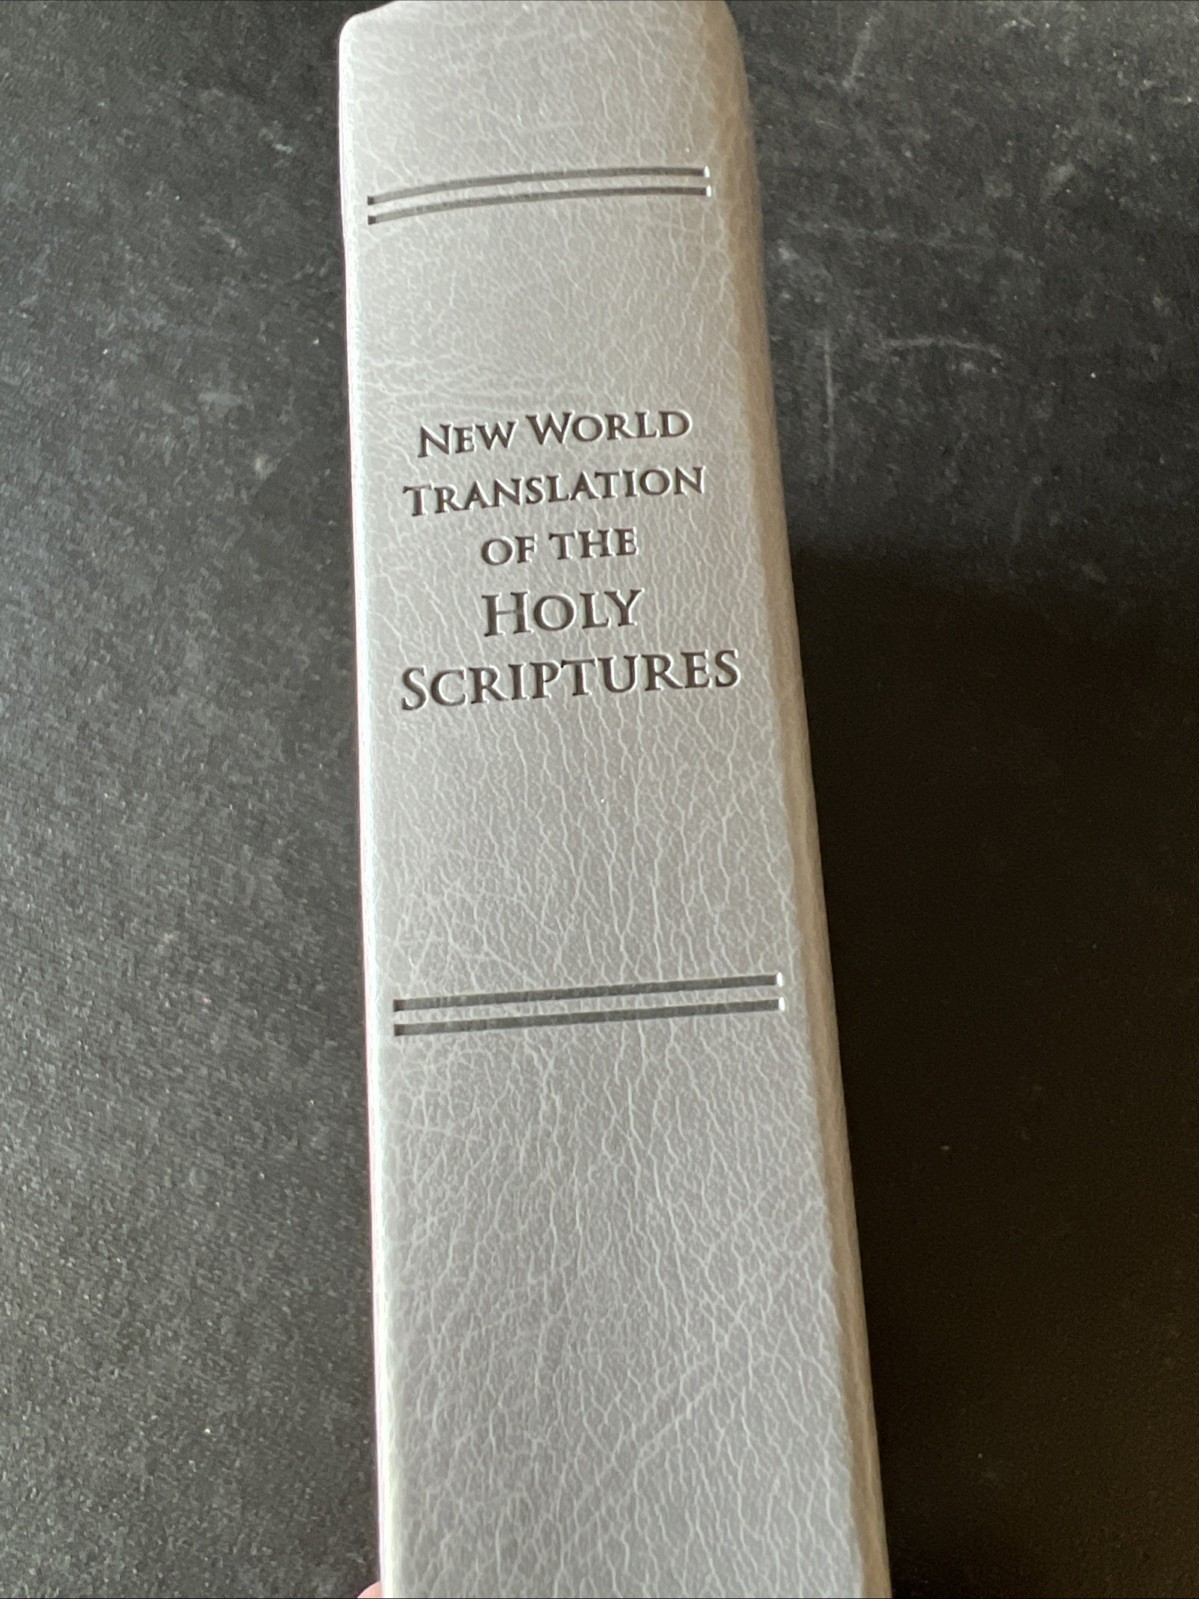 New World
Translation
of the
Holy
Scriptures